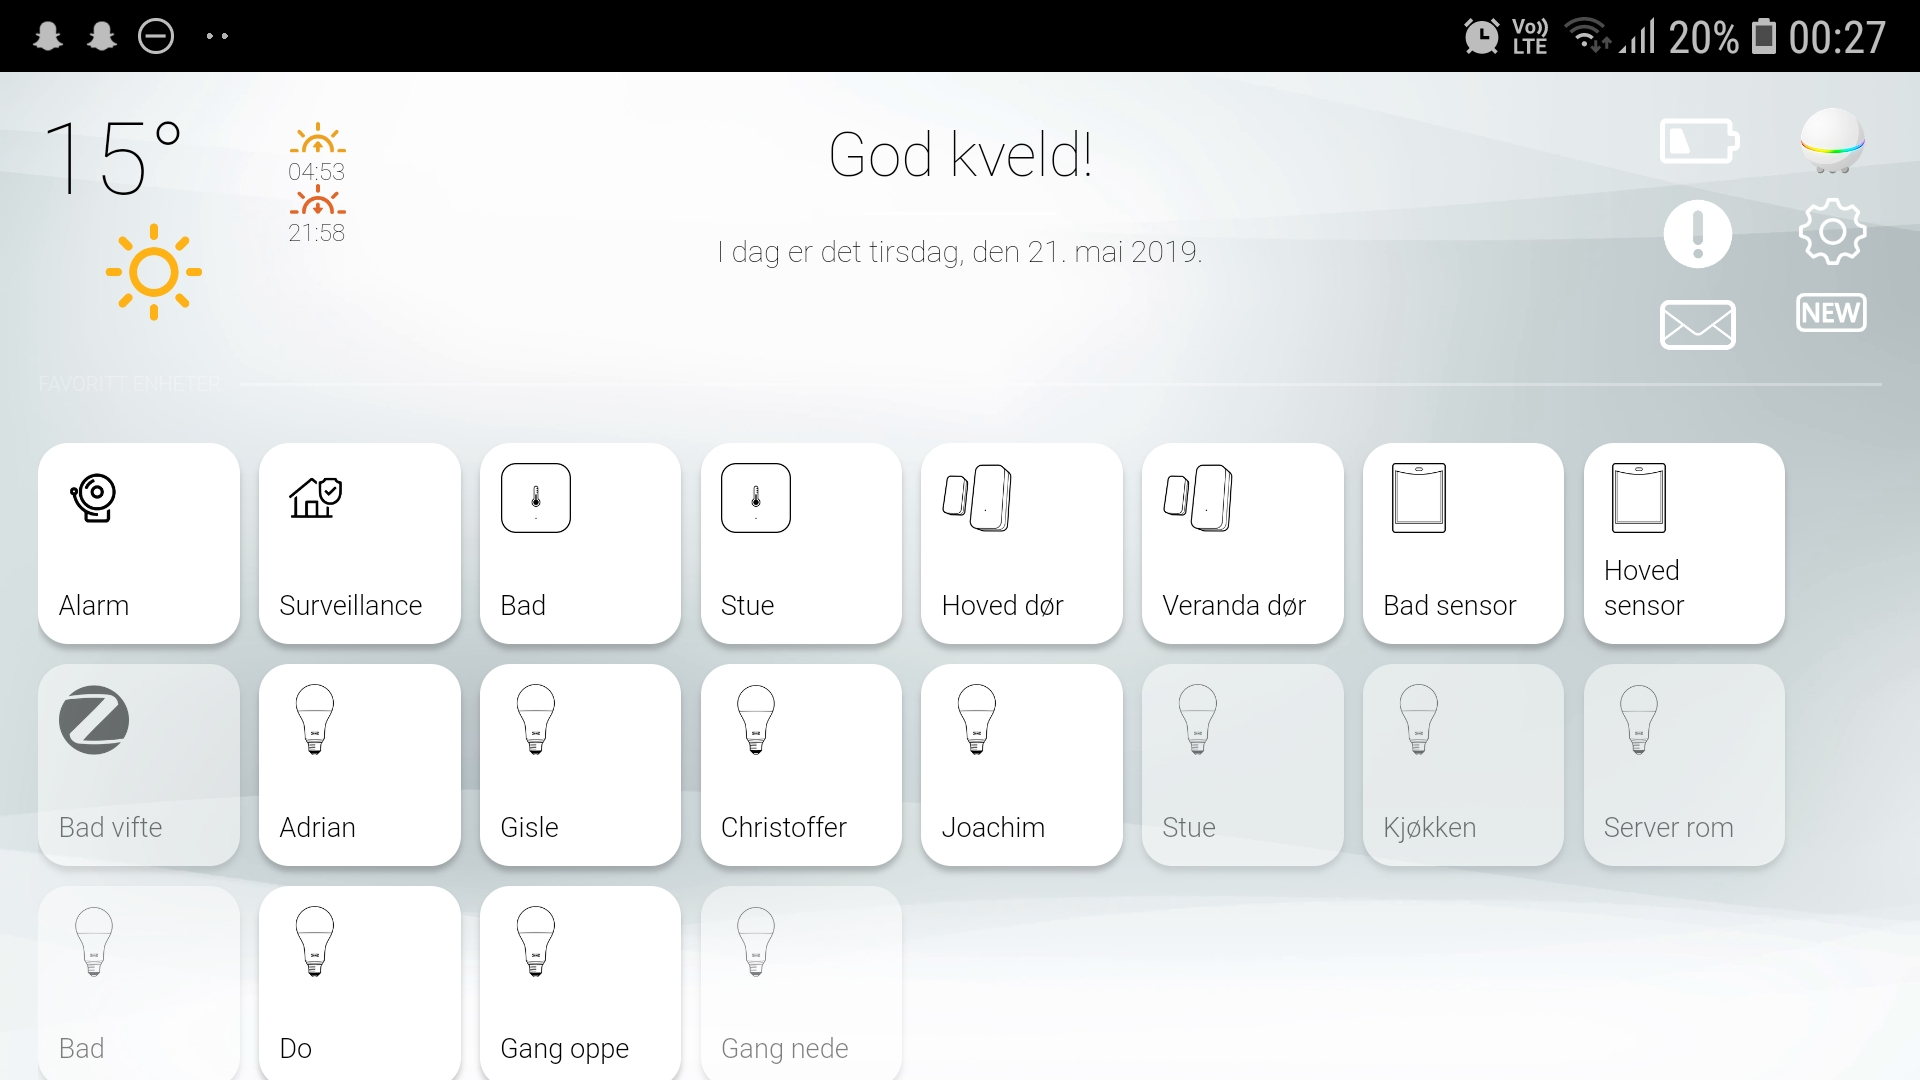 Vo)) LTE 20% 00:27
15°
04:53
21:58
God kveld!
I dag er det tirsdag, den 21. mai 2019.
NEW
FAVORITT ENHETER
Alarm
Surveillance
Bad
Stue
Hoved dør
Veranda dør
Bad sensor
Hoved
sensor
Bad vifte
Adrian
Gisle
Christoffer
Joachim
Stue
Kjøkken
Server rom
Bad
Do
Gang oppe
Gang nede